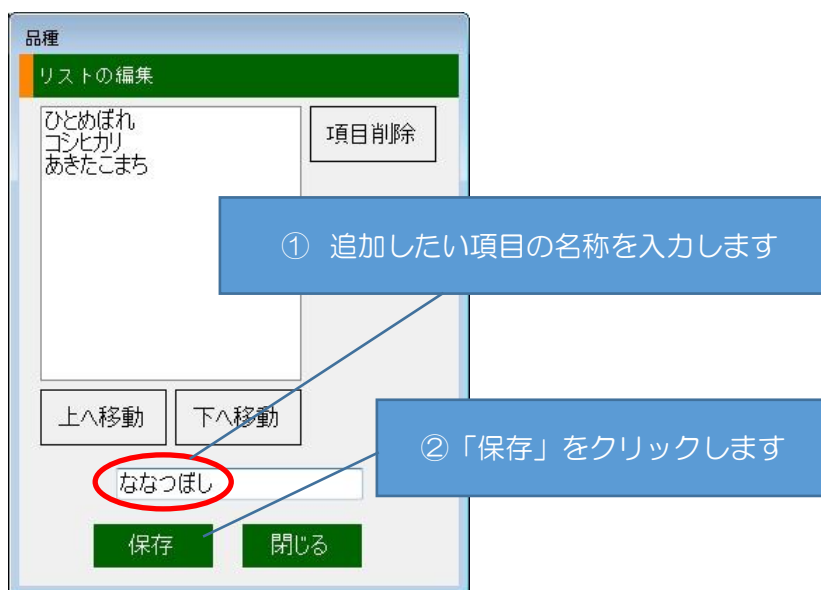 品種
リストの編集
ひとめぼれ
コシヒカリ
あきたこまち
項目削除
① 追加したい項目の名称を入力します
上へ移動
下へ移動
②「保存」をクリックします
ななつぼし
保存
閉じる